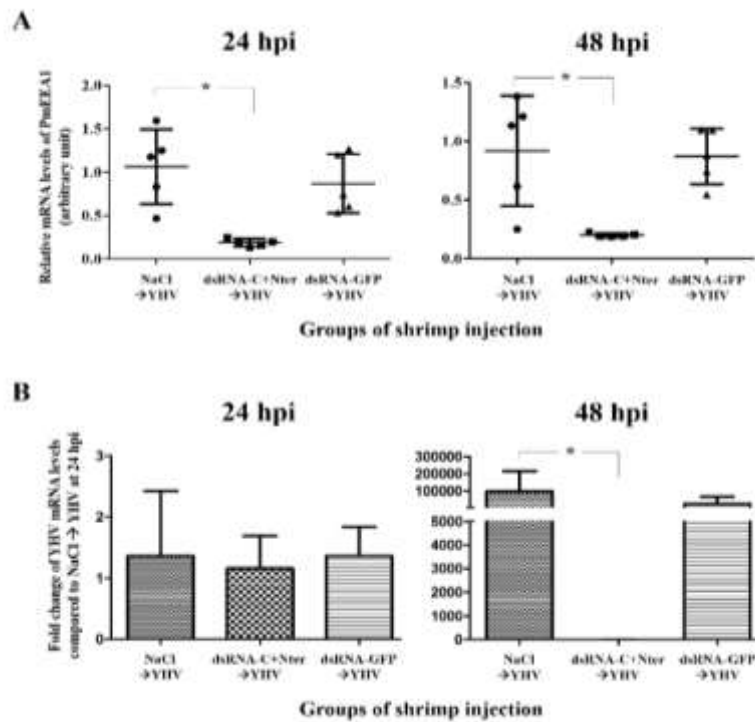 A
24 hpi
48 hpi
Relative mRNA levels of PmEEA1
(arbitrary unit)
1.5
1.0
0.5
0.0
*
NaCl
→YHV
dsRNA-C+Nter
→YHV
dsRNA-GFP
→YHV
2.0
1.5
1.0
0.5
0.0
*
NaCl
→YHV
dsRNA-C+Nter
→YHV
dsRNA-GFP
→YHV
Groups of shrimp injection
B
24 hpi
48 hpi
Fold change of YHV mRNA levels
compared to NaCl → YHV at 24 hpi
3
2
1
0
NaCl
→YHV
dsRNA-C+Nter
→YHV
dsRNA-GFP
→YHV
300000
200000
100000
5000
4000
3000
2000
1000
0
*
NaCl
→YHV
dsRNA-C+Nter
→YHV
dsRNA-GFP
→YHV
Groups of shrimp injection